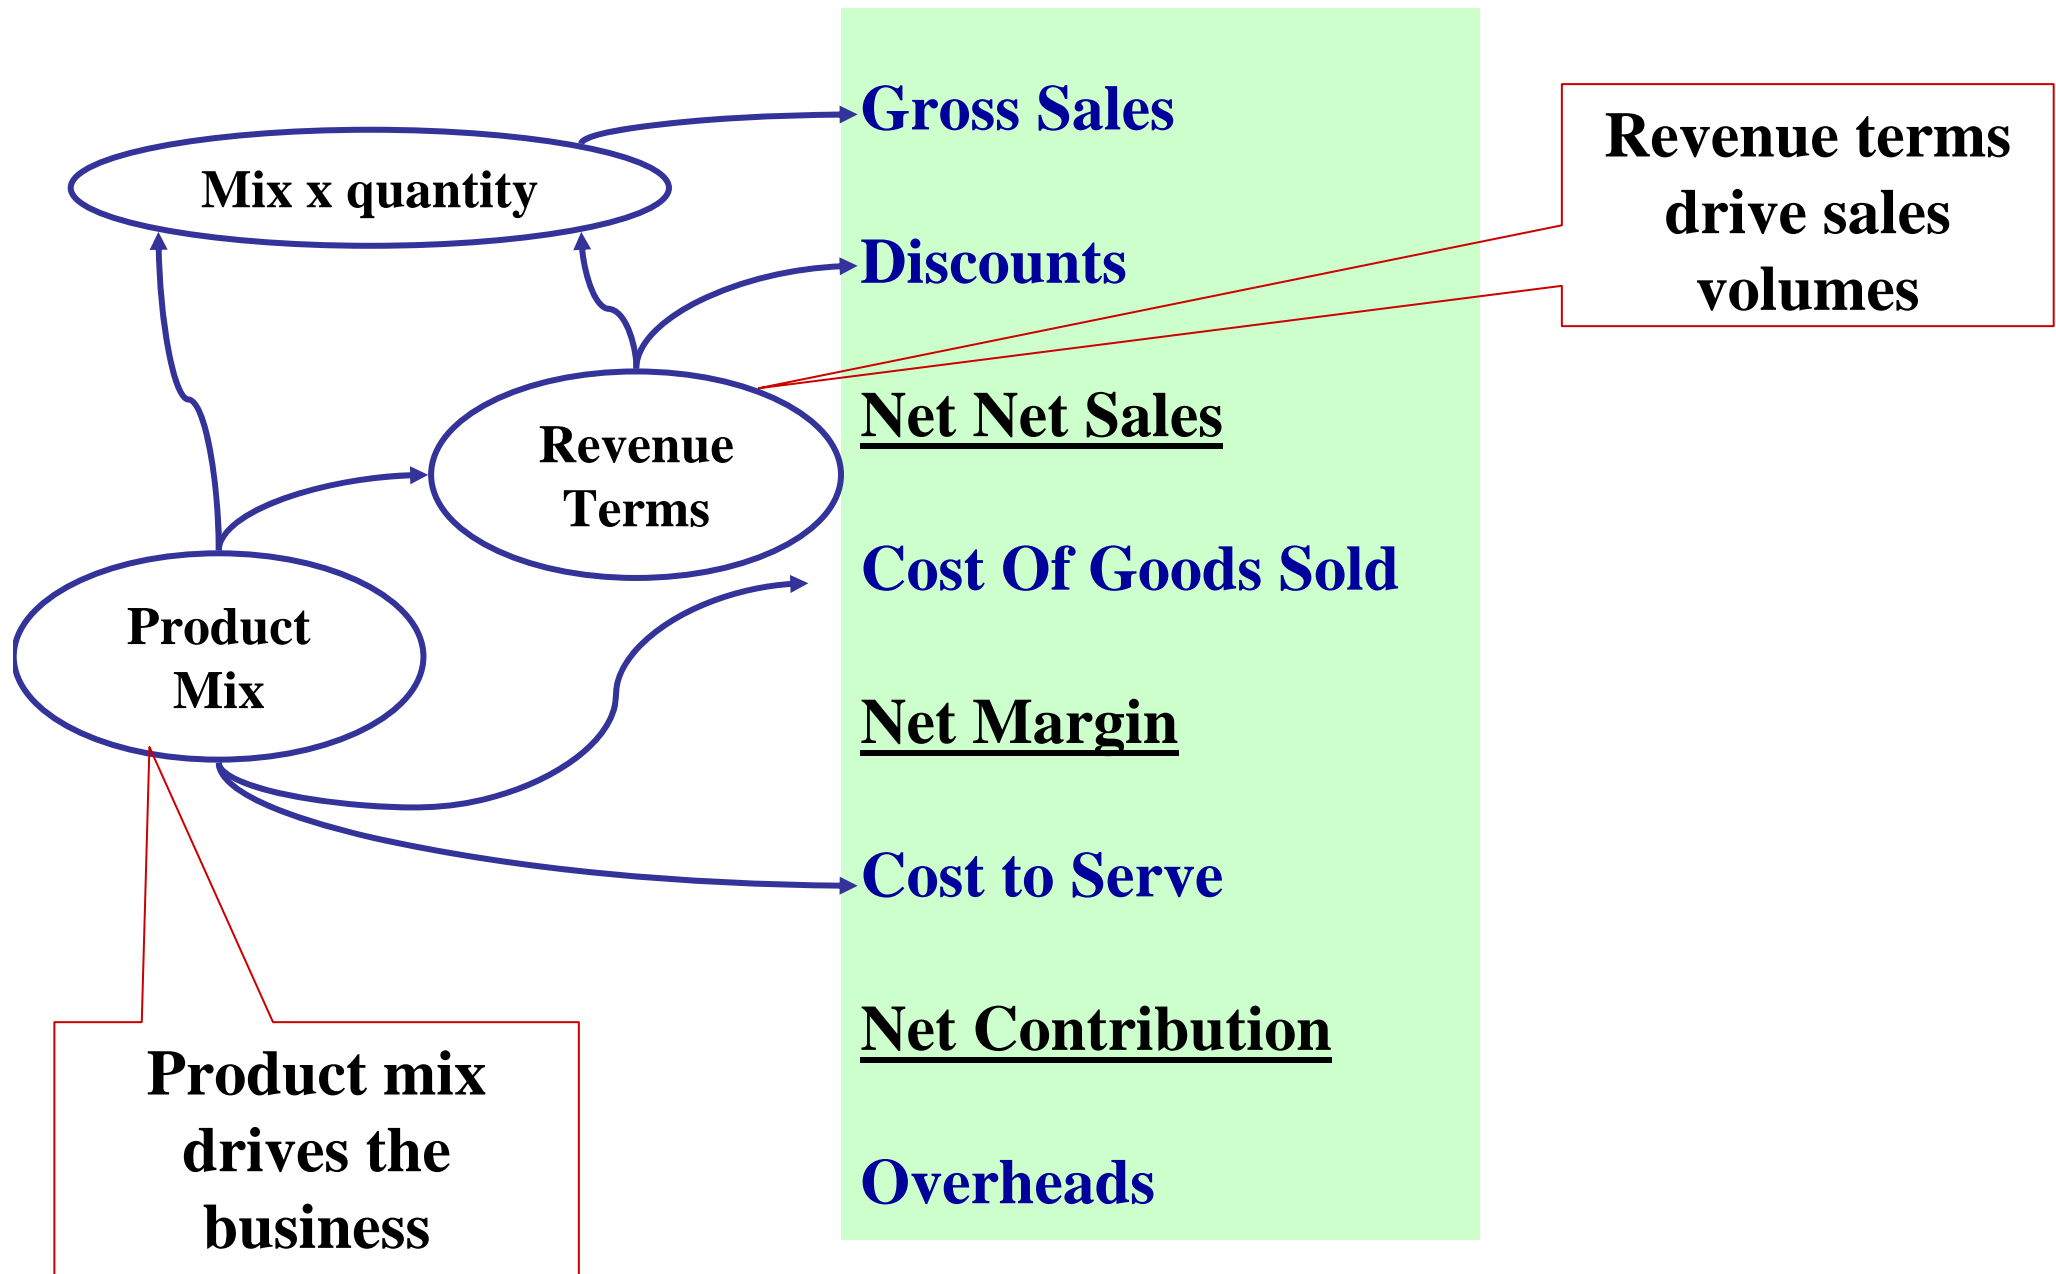 Gross Sales
Mix x quantity
Discounts
Revenue terms
drive sales
volumes
Net Net Sales
Revenue
Terms
Cost Of Goods Sold
Product
Mix
Net Margin
Cost to Serve
Net Contribution
Product mix
drives the
business
Overheads